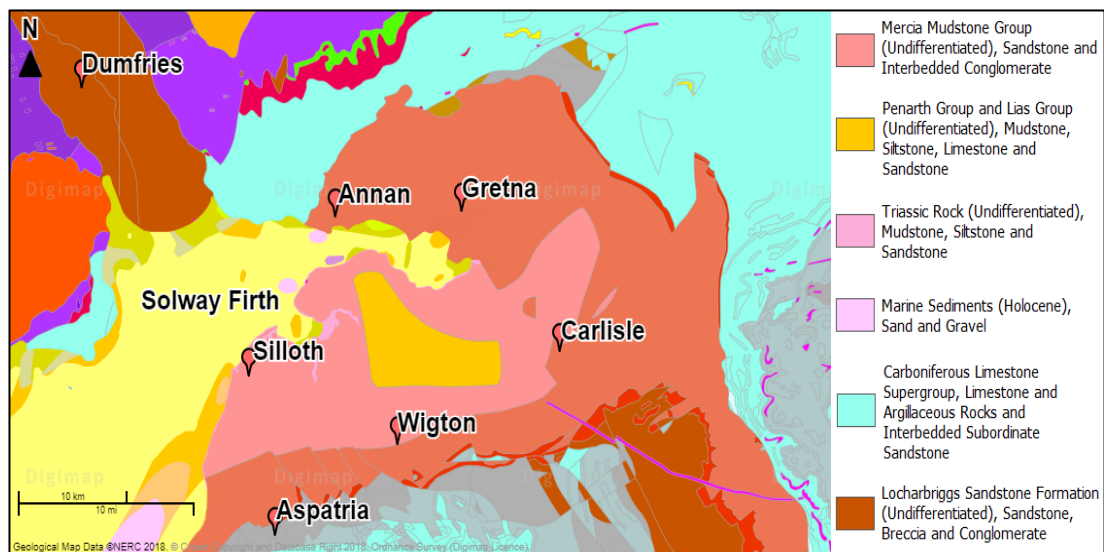 N
Dumfries
Annan
Gretna
Solway Firth
Silloth
Carlisle
Wigton
Aspatria
Digimap
Digimap
Digimap
Digimap
Digimap
Digimap
10 km
10 mi
Geological Map Data ©NERC 2018. © Crown Copyright and Database Right 2018. Ordnance Survey (Digimap Licence).
Mercia Mudstone Group
(Undifferentiated), Sandstone and
Interbedded Conglomerate
Penarth Group and Lias Group
(Undifferentiated), Mudstone,
Siltstone, Limestone and
Sandstone
Triassic Rock (Undifferentiated),
Mudstone, Siltstone and
Sandstone
Marine Sediments (Holocene),
Sand and Gravel
Carboniferous Limestone
Supergroup, Limestone and
Argillaceous Rocks and
Interbedded Subordinate
Sandstone
Locharbriggs Sandstone Formation
(Undifferentiated), Sandstone,
Breccia and Conglomerate